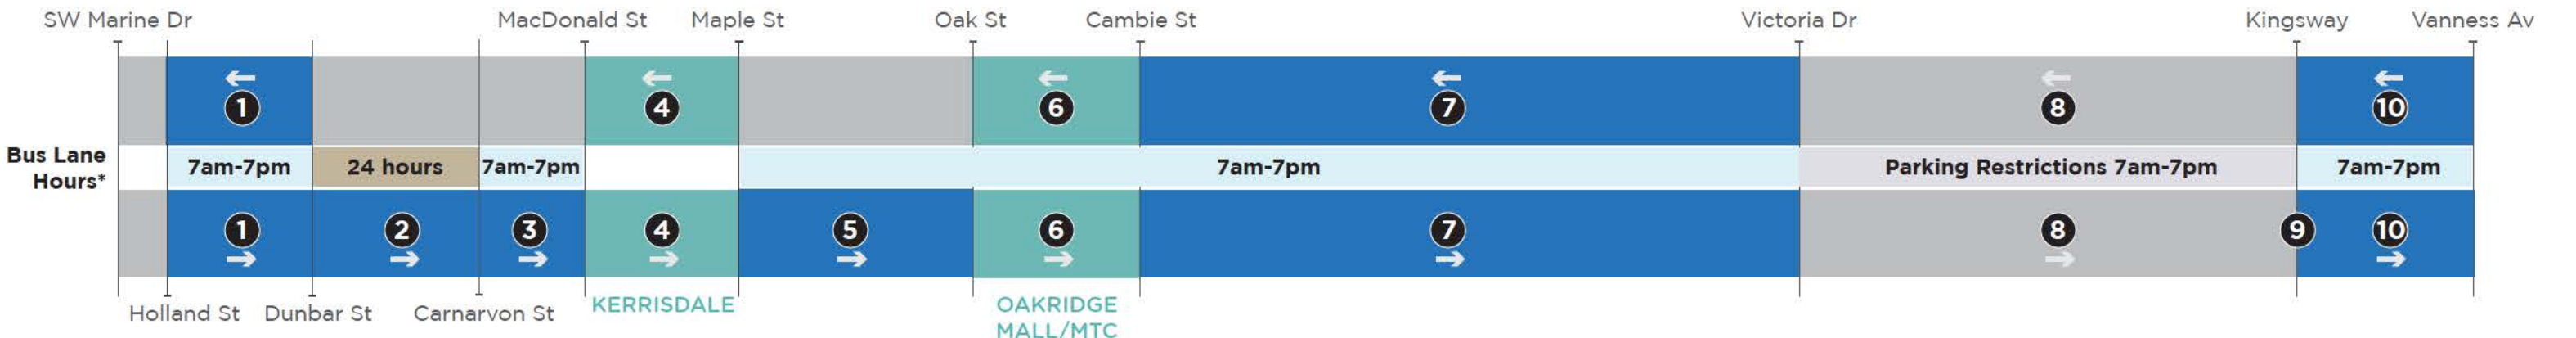 SW Marine Dr MacDonald St Maple St Oak St Cambie St Victoria Dr Kingsway Vanness Av
1 4 6 7 8 10
Bus Lane
Hours*
7am-7pm 24 hours 7am-7pm 7am-7pm Parking Restrictions 7am-7pm 7am-7pm
1 2 3 4 5 6 7 8 9 10
Holland St Dunbar St Carnarvon St KERRISDALE OAKRIDGE
MALL/MTC